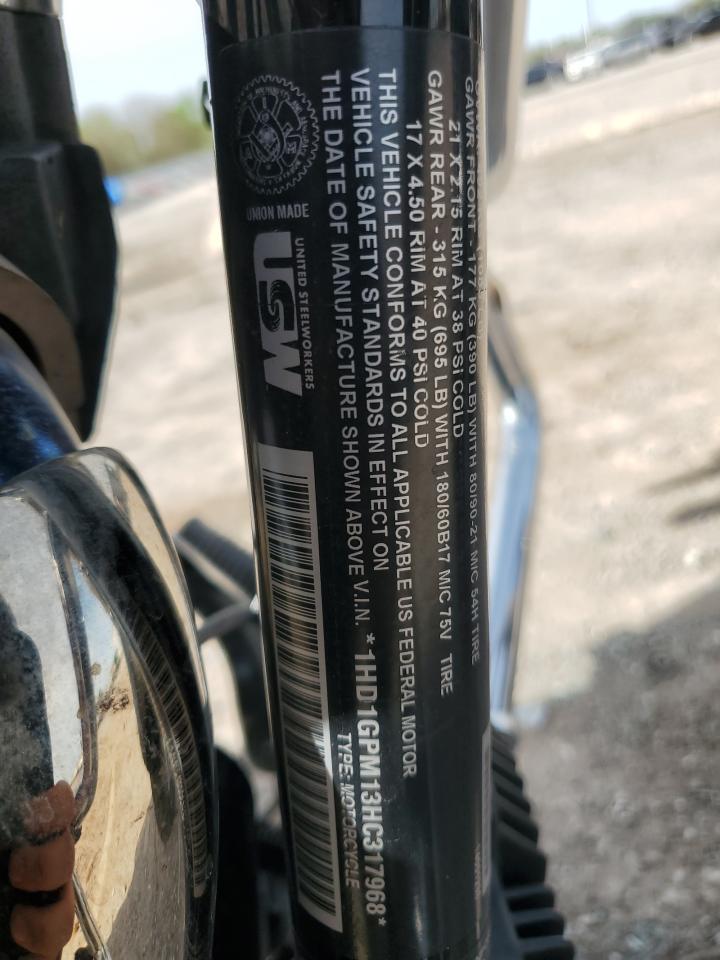 GAWR FRONT - 177 KG (390 LB) WITH 80/90-21 M/C 54H TIRE
21 X 2.15 RIM AT 38 PSI COLD
GAWR REAR - 315 KG (695 LB) WITH 180/60B17 M/C 75V TIRE
17 X 4.50 RIM AT 40 PSI COLD
THIS VEHICLE CONFORMS TO ALL APPLICABLE US FEDERAL MOTOR
VEHICLE SAFETY STANDARDS IN EFFECT ON
THE DATE OF MANUFACTURE SHOWN ABOVE V.I.N. *1HD1GPM13HC317968*
TYPE: MOTORCYCLE
UNION MADE
USW
UNITED STEELWORKERS